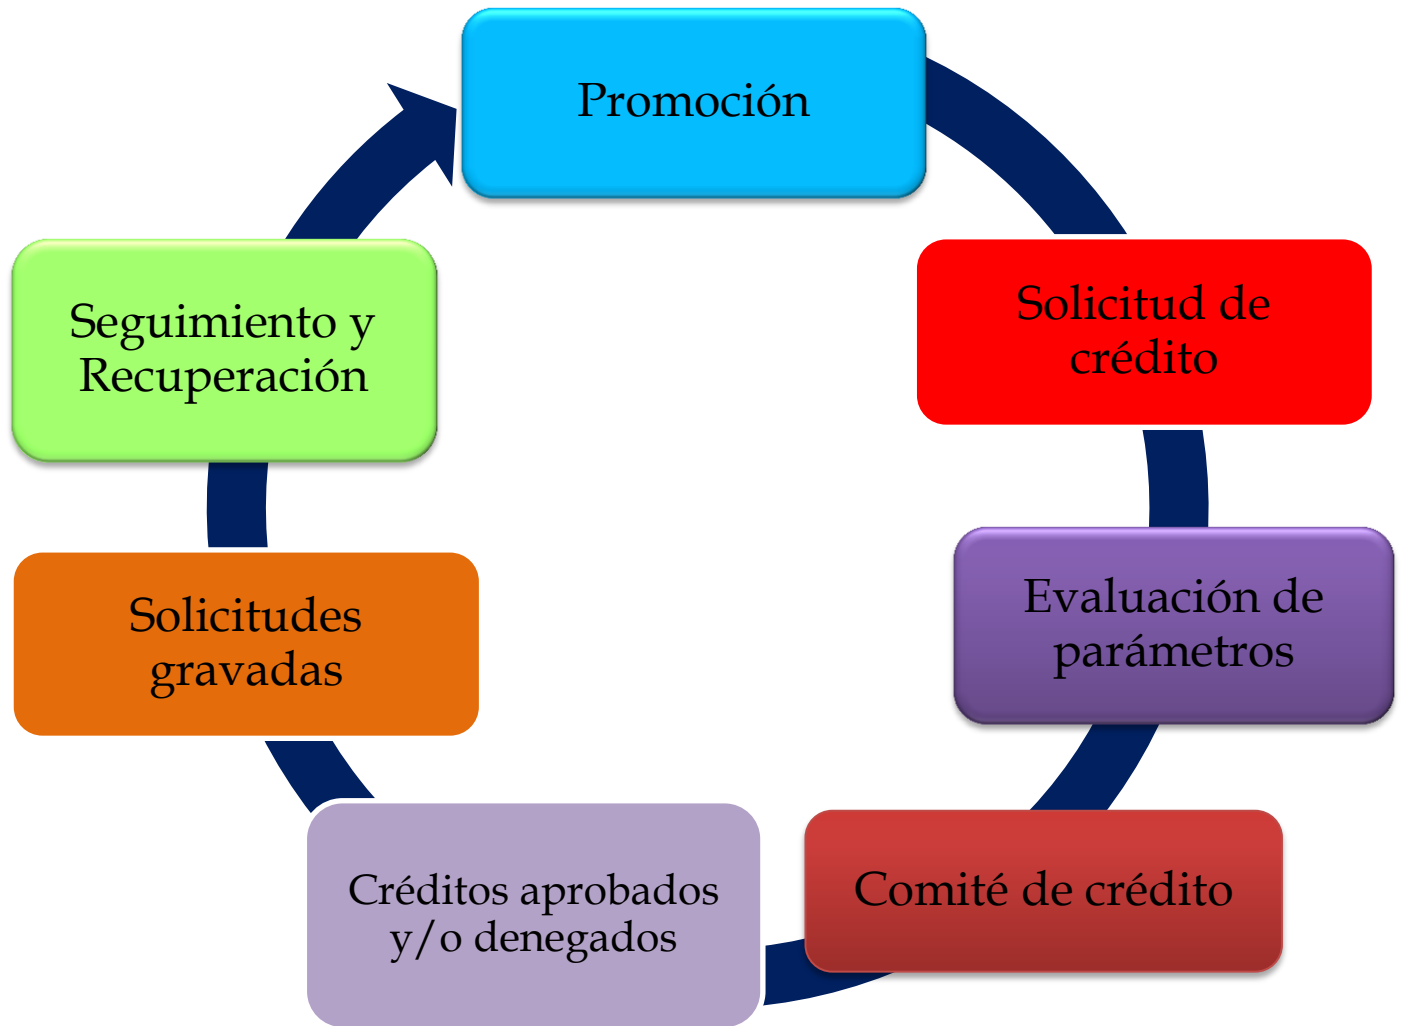 Promoción
Solicitud de
crédito
Evaluación de
parámetros
Comité de crédito
Créditos aprobados
y/o denegados
Solicitudes
gravadas
Seguimiento y
Recuperación